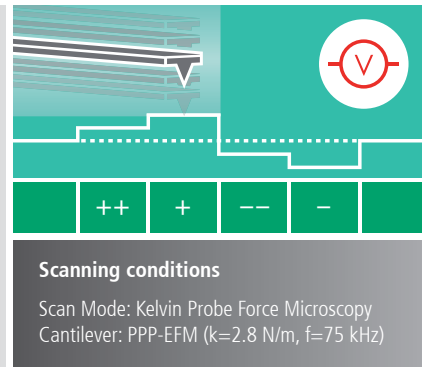 V
++ + −− −
Scanning conditions
Scan Mode: Kelvin Probe Force Microscopy
Cantilever: PPP-EFM (k=2.8 N/m, f=75 kHz)